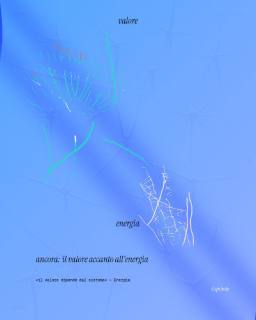 valore
energia
ancora: il valore accanto all'energia
«il valore dipende dal sistema» — Energia